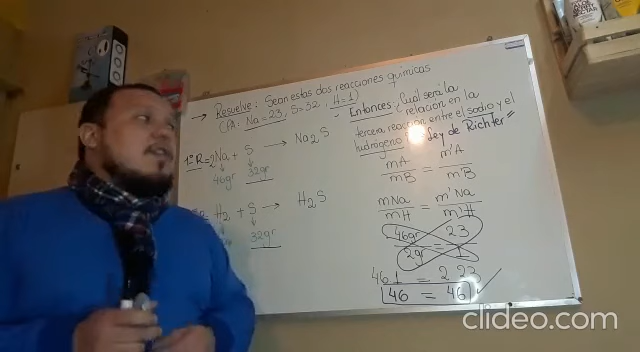 → Resuelve: Sean estas dos reacciones químicas
(PA: Na=23, S=32, H=1)
1ºR=2Na + S → Na2S
46gr 32gr
H2 + S → H2S
32gr
Entonces: ¿Cuál será la
relación en la
tercera reacción entre el sodio y el
hidrógeno Ley de Richter"
mA/mB = m'A/m'B
mNa/mH = m'Na/m'H
46gr/2gr = 23/1
46.1 = 2.23
46 = 46 ✓
clideo.com